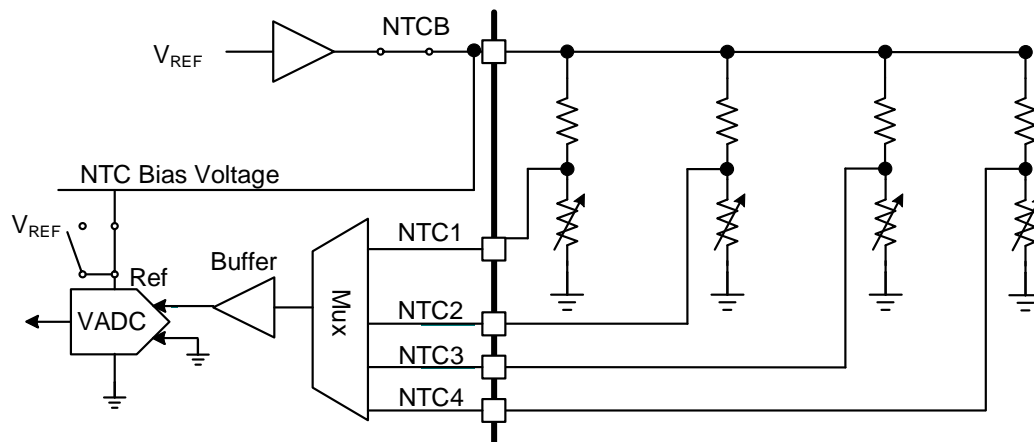 NTCB
VREF
NTC Bias Voltage
VREF
NTC1
Buffer
Ref
Mux
NTC2
VADC
NTC3
NTC4